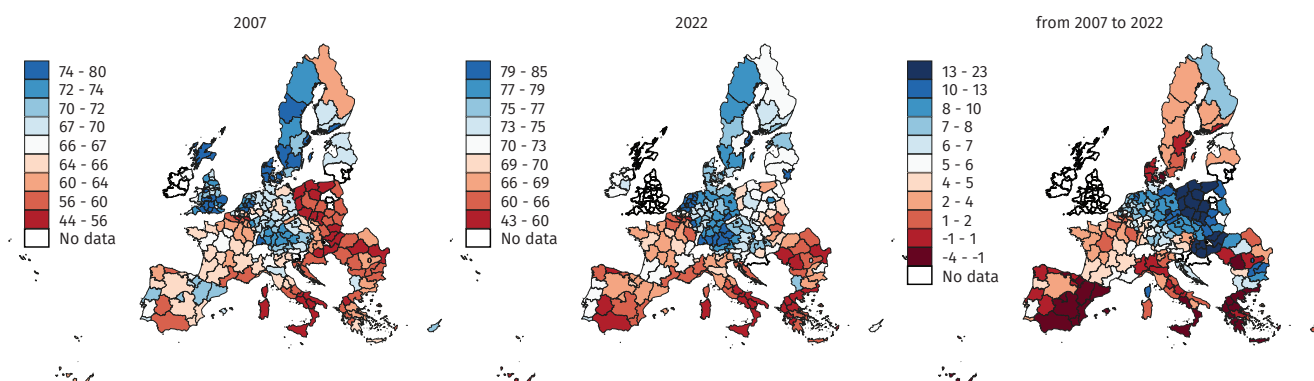 2007
74 - 80
72 - 74
70 - 72
67 - 70
66 - 67
64 - 66
60 - 64
56 - 60
44 - 56
No data
2022
79 - 85
77 - 79
75 - 77
73 - 75
70 - 73
69 - 70
66 - 69
60 - 66
43 - 60
No data
from 2007 to 2022
13 - 23
10 - 13
8 - 10
7 - 8
6 - 7
5 - 6
4 - 5
2 - 4
1 - 2
-1 - 1
-4 - -1
No data